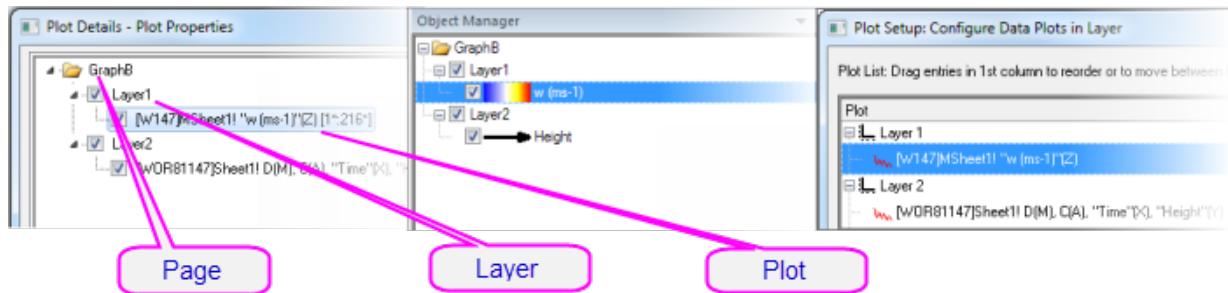 Plot Details - Plot Properties
GraphB
Layer1
[W147]MSheet1! "w (ms-1)"(Z) [1*:216*]
Layer2
[WOR81147]Sheet1! D(M), C(A), "Time"(X),
Object Manager
GraphB
Layer1
w (ms-1)
Layer2
Height
Plot Setup: Configure Data Plots in Layer
Plot List: Drag entries in 1st column to reorder or to move between
Plot
Layer 1
[W147]MSheet1! "w (ms-1)"(Z)
Layer 2
[WOR81147]Sheet1! D(M), C(A), "Time"(X), "Height"(Y)
Page
Layer
Plot